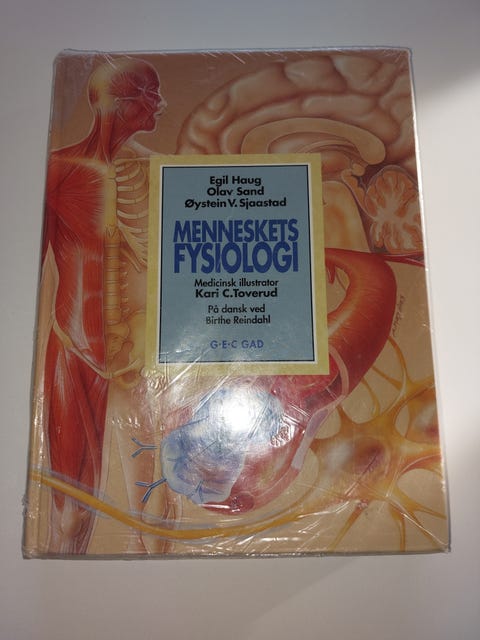 Egil Haug
Olav Sand
Øystein V. Sjaastad
MENNESKETS
FYSIOLOGI
Medicinsk illustrator
Kari C. Toverud
På dansk ved
Birthe Reindahl
G·E·C GAD